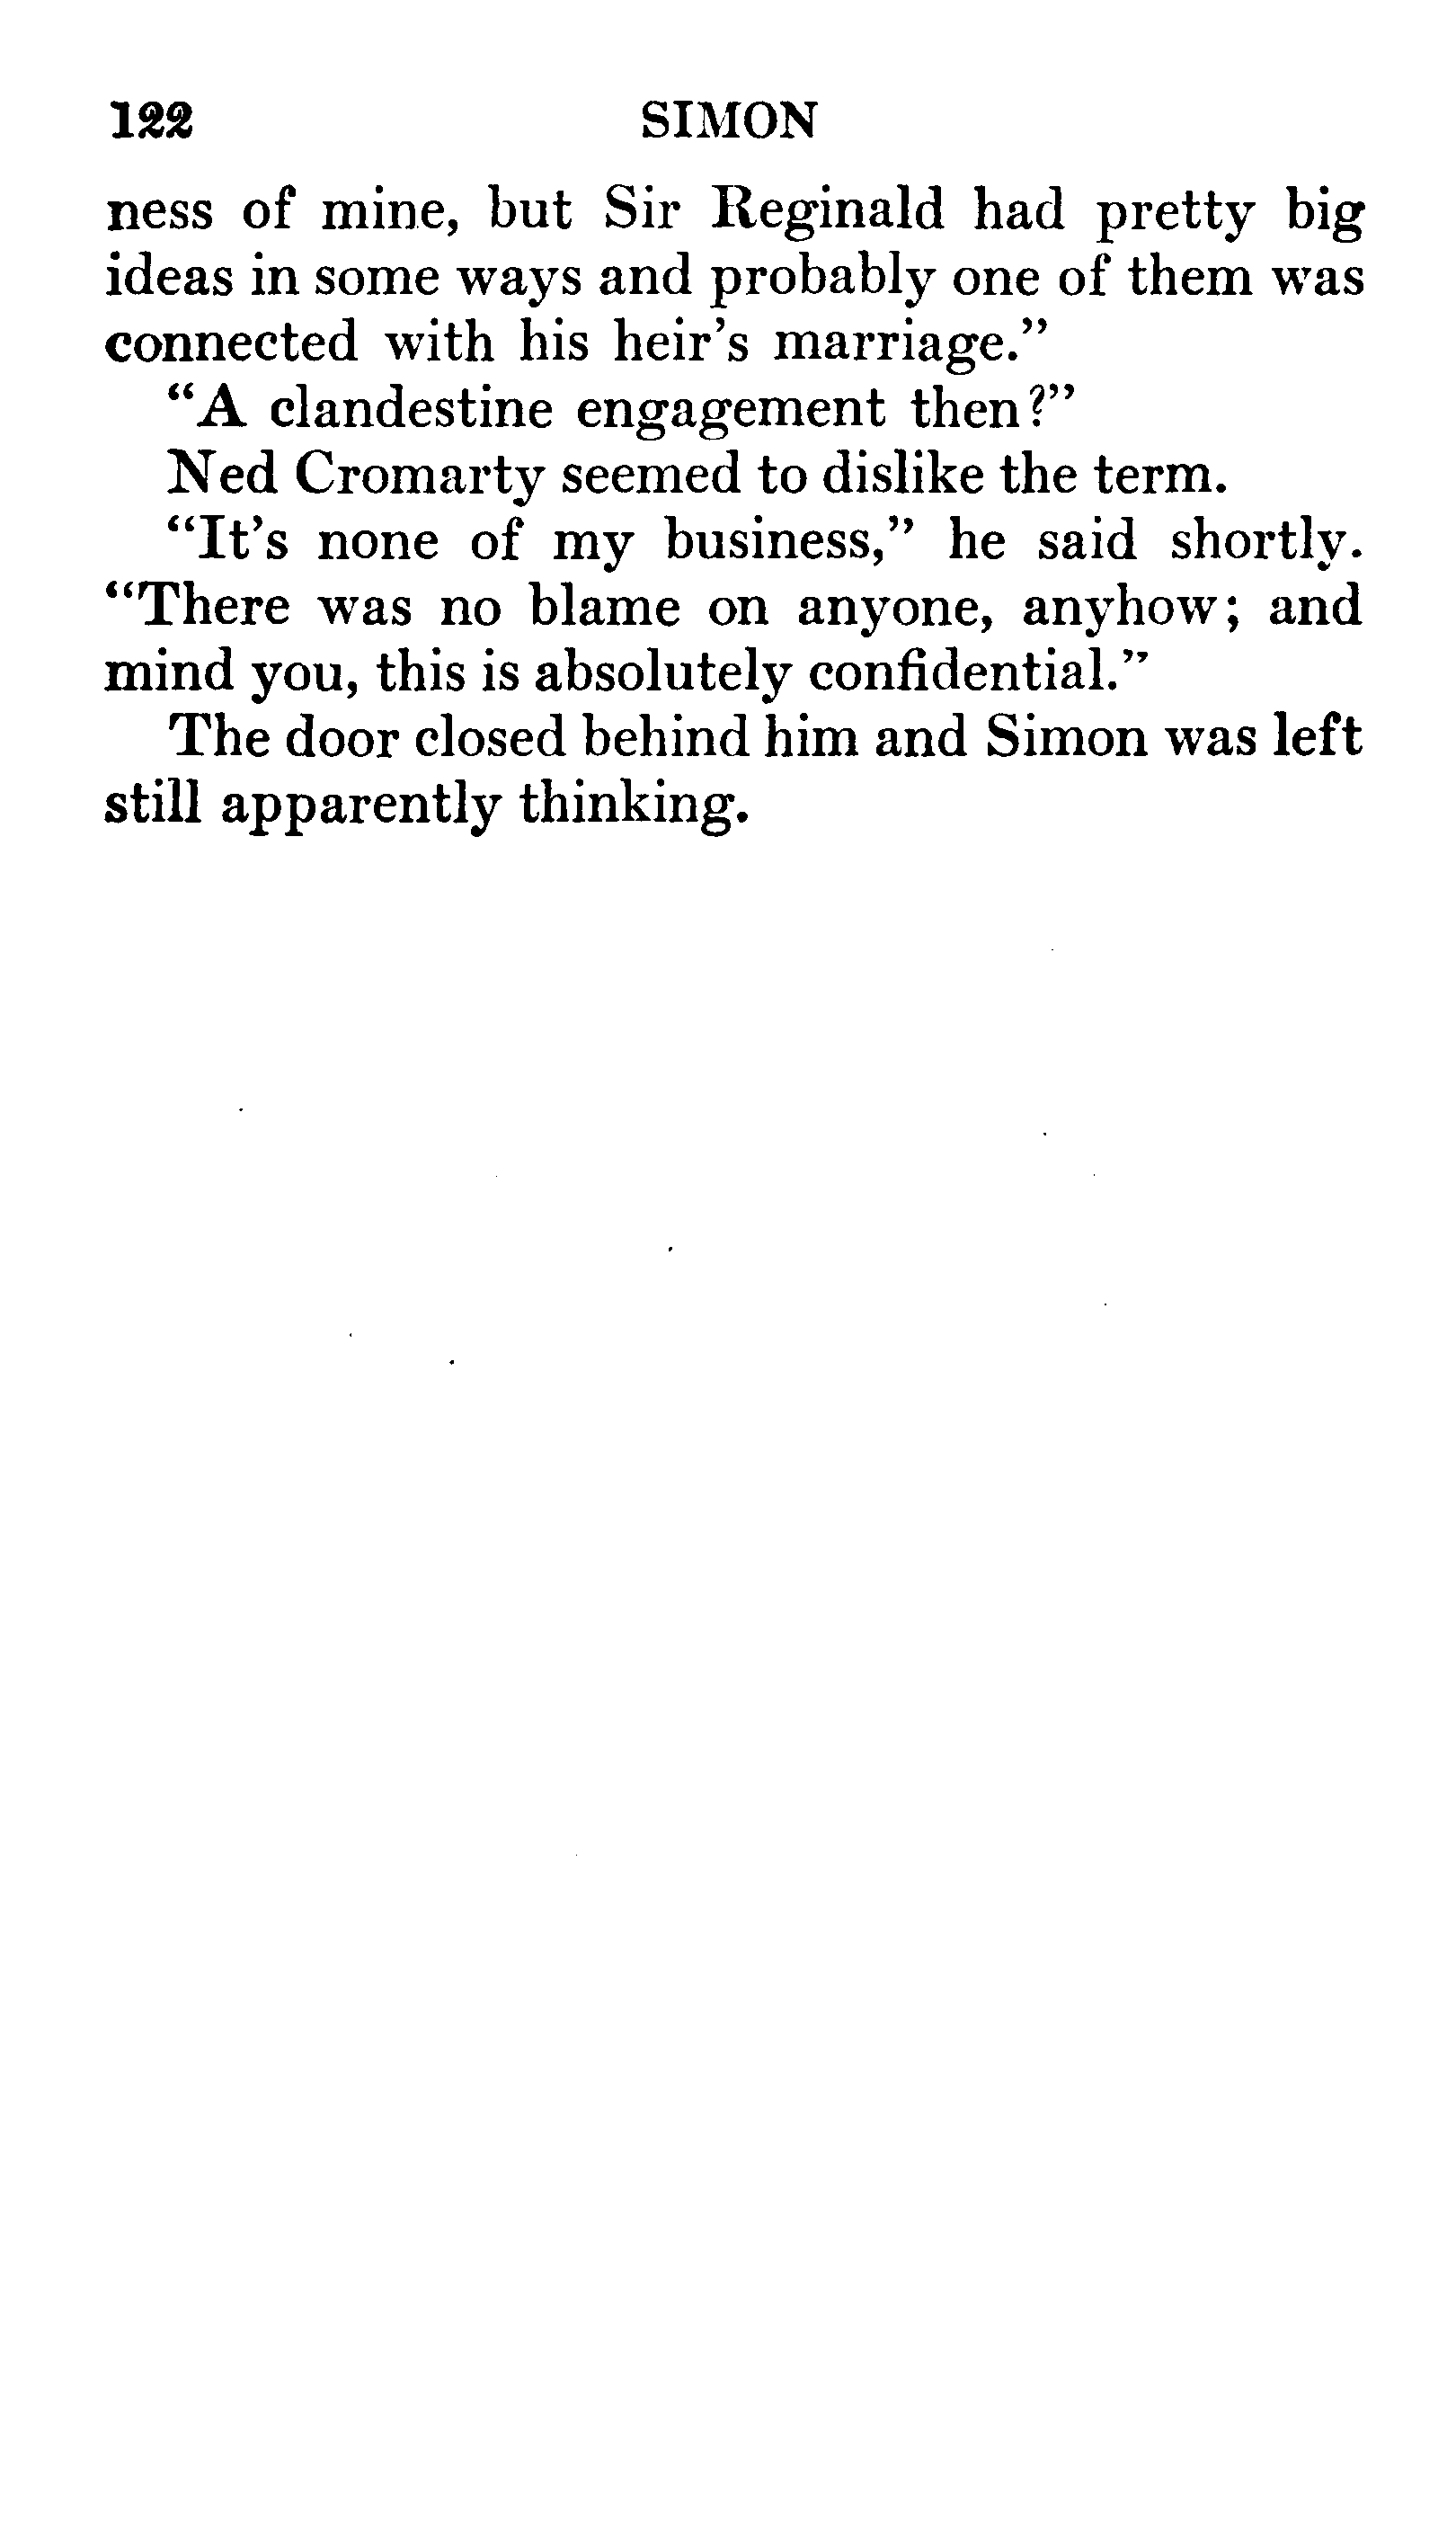 122 SIMON
ness of mine, but Sir Reginald had pretty big
ideas in some ways and probably one of them was
connected with his heir's marriage."
"A clandestine engagement then?"
Ned Cromarty seemed to dislike the term.
"It's none of my business," he said shortly.
"There was no blame on anyone, anyhow; and
mind you, this is absolutely confidential."
The door closed behind him and Simon was left
still apparently thinking.